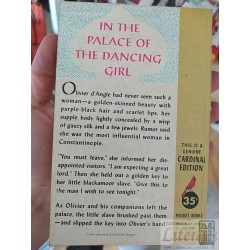 IN THE
PALACE OF
THE DANCING
GIRL
Olivier d'Angle had never seen such a
woman—a golden-skinned beauty with
purple-black hair and scarlet lips, her
supple body lightly concealed by a wisp
of gauzy silk and a few jewels. Rumor said
she was the most influential woman in
Constantinople.
"You must leave," she informed her dis-
appointed visitors. "I am expecting a great
lord." Then she held out a golden key to
her little blackamoor slave. "Give this to
the man I wish to see tonight."
As Olivier and his companions left the
palace, the little slave brushed past them
—and slipped the key into Olivier's hand.
THIS IS A
GENUINE
CARDINAL
EDITION
35
POCKET BOOKS